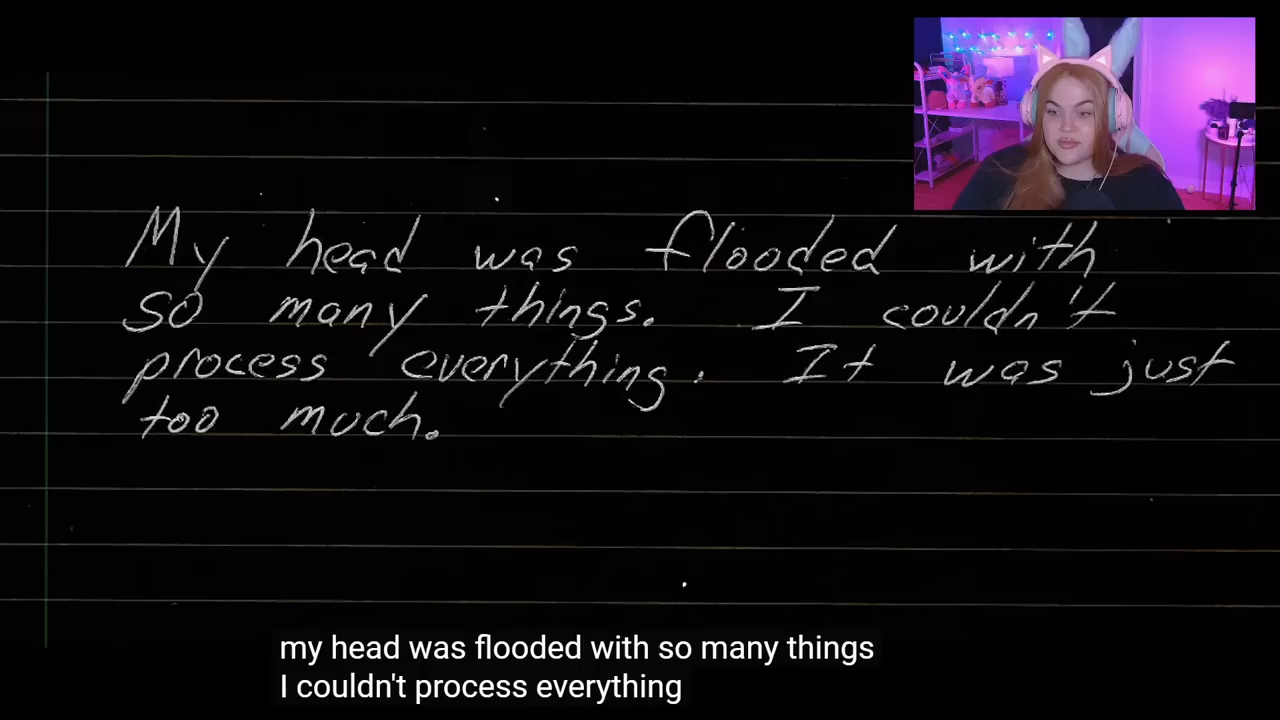 My head was flooded with
so many things. I couldn't
process everything. It was just
too much.
my head was flooded with so many things
I couldn't process everything